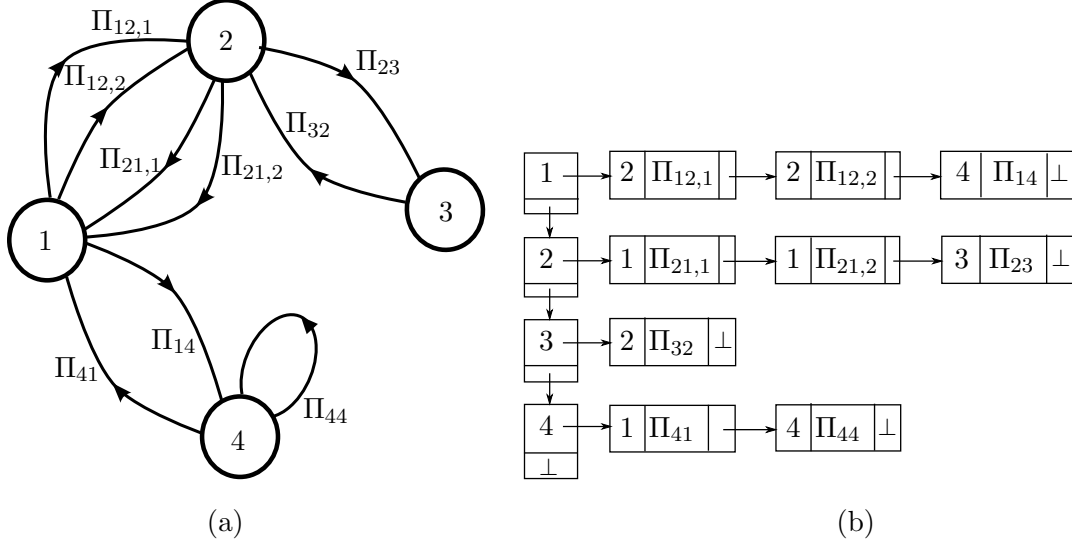 Π12,1
2
Π12,2
Π23
Π32
Π21,1
Π21,2
1
3
Π14
Π41
4
Π44
(a)
1 2 Π12,1 2 Π12,2 4 Π14 ⊥
2 1 Π21,1 1 Π21,2 3 Π23 ⊥
3 2 Π32 ⊥
4 1 Π41 4 Π44 ⊥
⊥
(b)